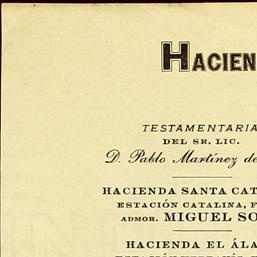 HACIEN
TESTAMENTARIA
DEL SR. LIC.
D. Pablo Martínez de
HACIENDA SANTA CAT
ESTACIÓN CATALINA, F
ADMOR. MIGUEL SO
HACIENDA EL ÁLA